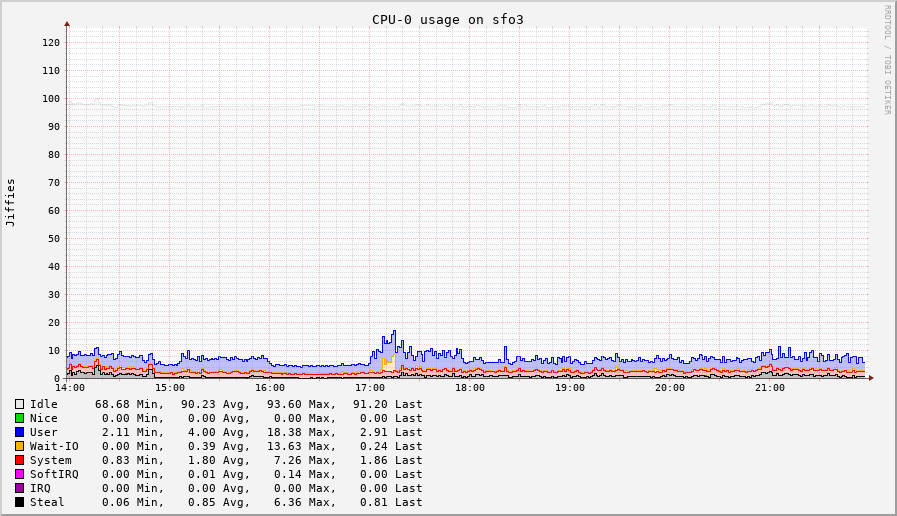 CPU-0 usage on sfo3
RRDTOOL / TOBI OETIKER
Jiffies
120
110
100
90
80
70
60
50
40
30
20
10
0
14:00 15:00 16:00 17:00 18:00 19:00 20:00 21:00
Idle 68.68 Min, 90.23 Avg, 93.60 Max, 91.20 Last
Nice 0.00 Min, 0.00 Avg, 0.00 Max, 0.00 Last
User 2.11 Min, 4.00 Avg, 18.38 Max, 2.91 Last
Wait-IO 0.00 Min, 0.39 Avg, 13.63 Max, 0.24 Last
System 0.83 Min, 1.80 Avg, 7.26 Max, 1.86 Last
SoftIRQ 0.00 Min, 0.01 Avg, 0.14 Max, 0.00 Last
IRQ 0.00 Min, 0.00 Avg, 0.00 Max, 0.00 Last
Steal 0.06 Min, 0.85 Avg, 6.36 Max, 0.81 Last